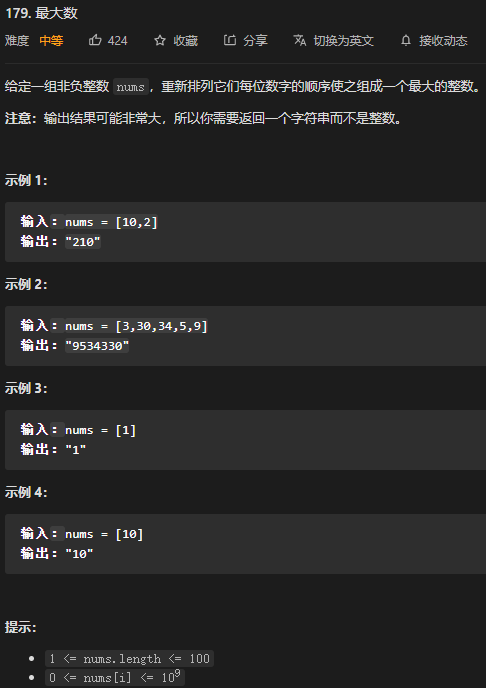 179. 最大数
难度 中等 424 收藏 分享 切换为英文 接收动态
给定一组非负整数 nums，重新排列它们每位数字的顺序使之组成一个最大的整数。
注意：输出结果可能非常大，所以你需要返回一个字符串而不是整数。
示例 1：
输入：nums = [10,2]
输出："210"
示例 2：
输入：nums = [3,30,34,5,9]
输出："9534330"
示例 3：
输入：nums = [1]
输出："1"
示例 4：
输入：nums = [10]
输出："10"
提示：
1 <= nums.length <= 100
0 <= nums[i] <= 10⁹